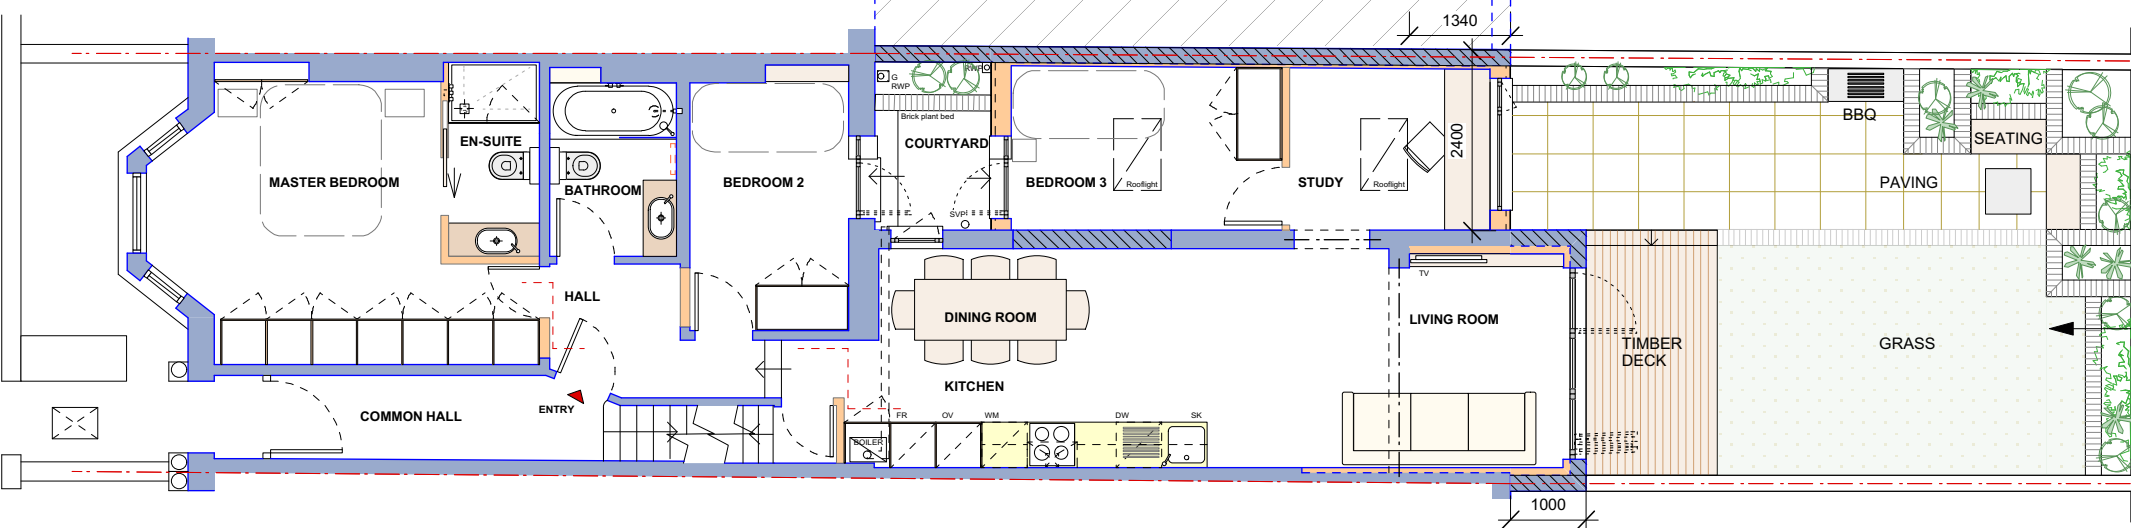 1340
G
RWP
RWP
BBQ
Brick plant bed
EN-SUITE
COURTYARD
2400
SEATING
MASTER BEDROOM
BATHROOM
BEDROOM 2
BEDROOM 3
Rooflight
STUDY
Rooflight
PAVING
SVP
TV
HALL
DINING ROOM
LIVING ROOM
TIMBER
DECK
GRASS
KITCHEN
ENTRY
COMMON HALL
FR
OV
WM
DW
SK
BOILER
1000